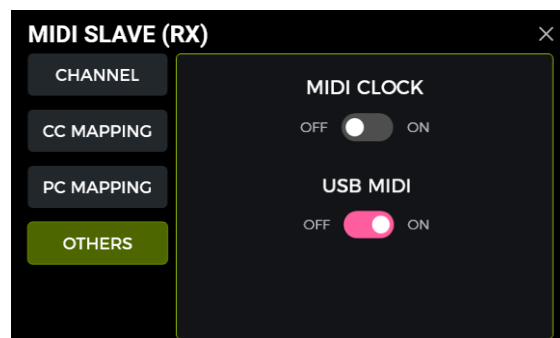 MIDI SLAVE (RX)
CHANNEL
CC MAPPING
PC MAPPING
OTHERS
MIDI CLOCK
OFF ON
USB MIDI
OFF ON